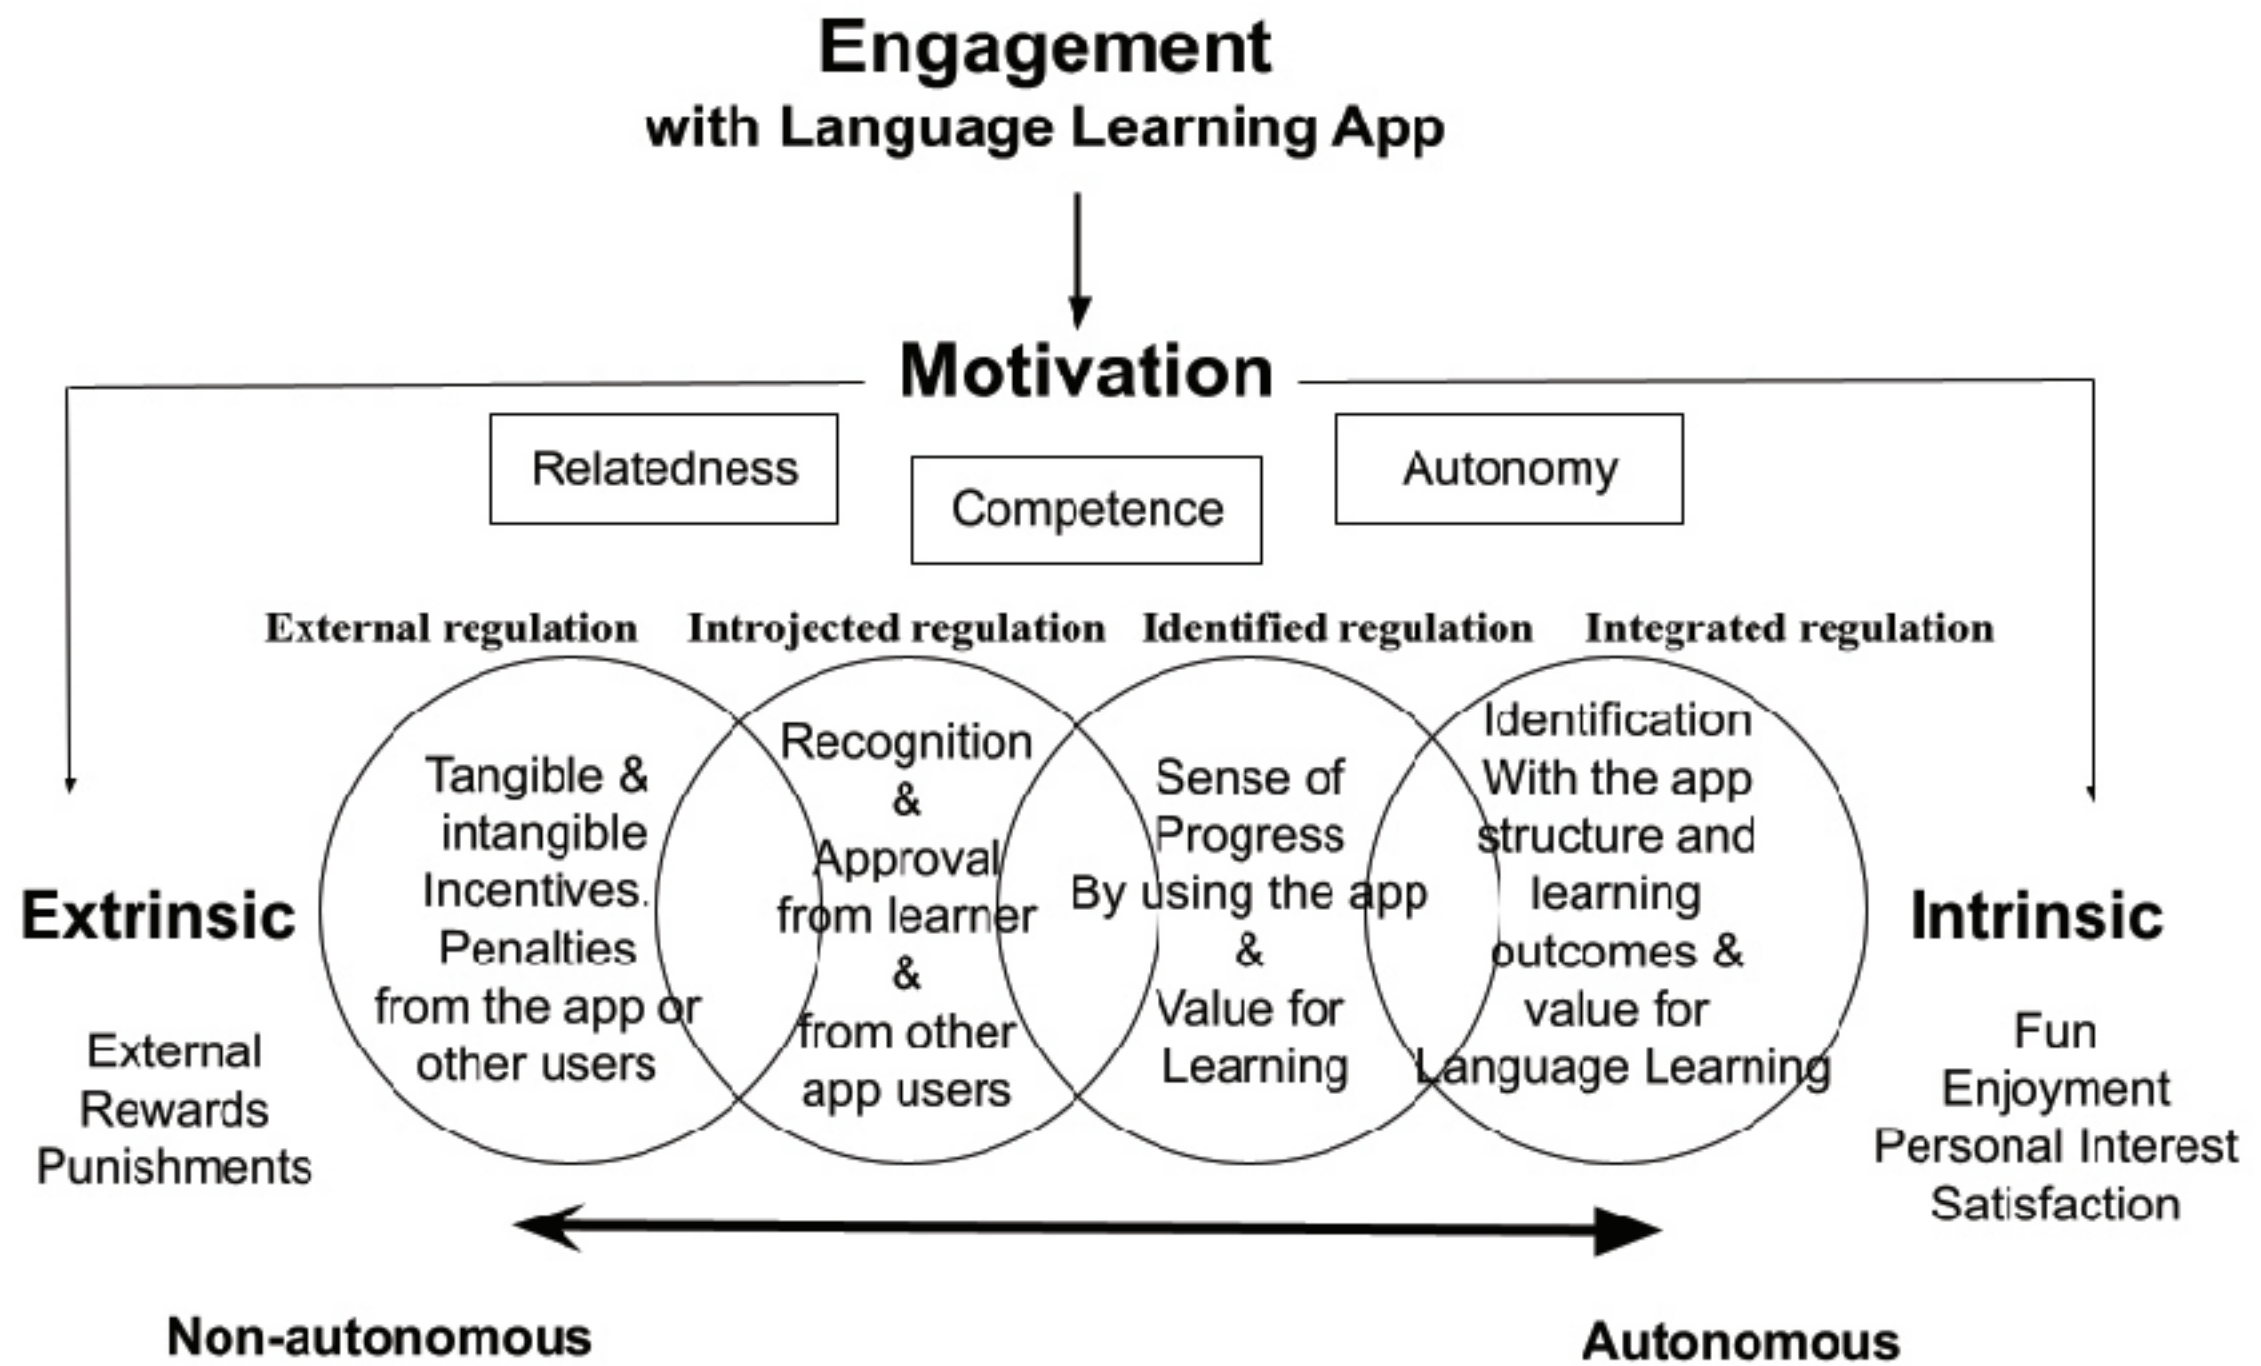 Engagement
with Language Learning App
Motivation
Relatedness
Competence
Autonomy
External regulation
Introjected regulation
Identified regulation
Integrated regulation
Extrinsic
External
Rewards
Punishments
Tangible &
intangible
Incentives.
Penalties
from the app or
other users
Recognition
&
Approval
from learner
&
from other
app users
Sense of
Progress
By using the app
&
Value for
Learning
Identification
With the app
structure and
learning
outcomes &
value for
Language Learning
Intrinsic
Fun
Enjoyment
Personal Interest
Satisfaction
Non-autonomous
Autonomous